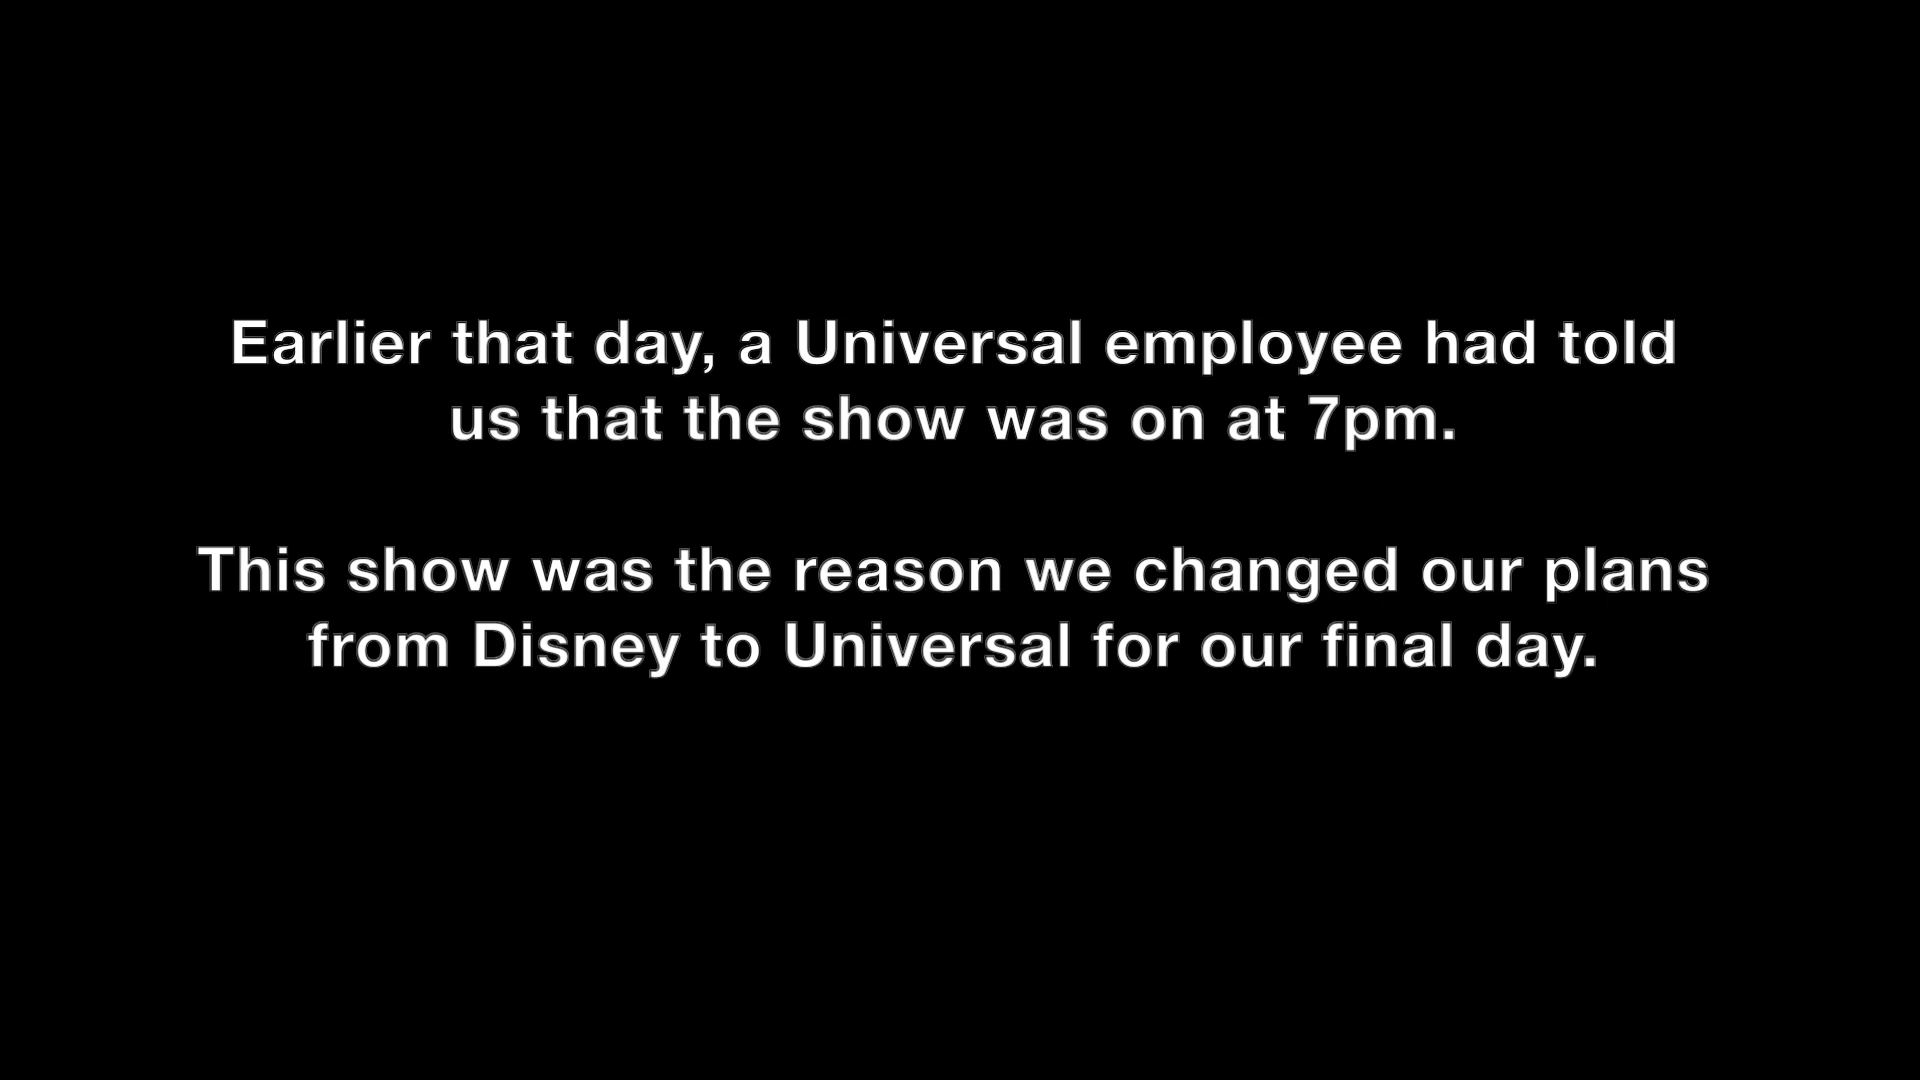 Earlier that day, a Universal employee had told
us that the show was on at 7pm.
This show was the reason we changed our plans
from Disney to Universal for our final day.